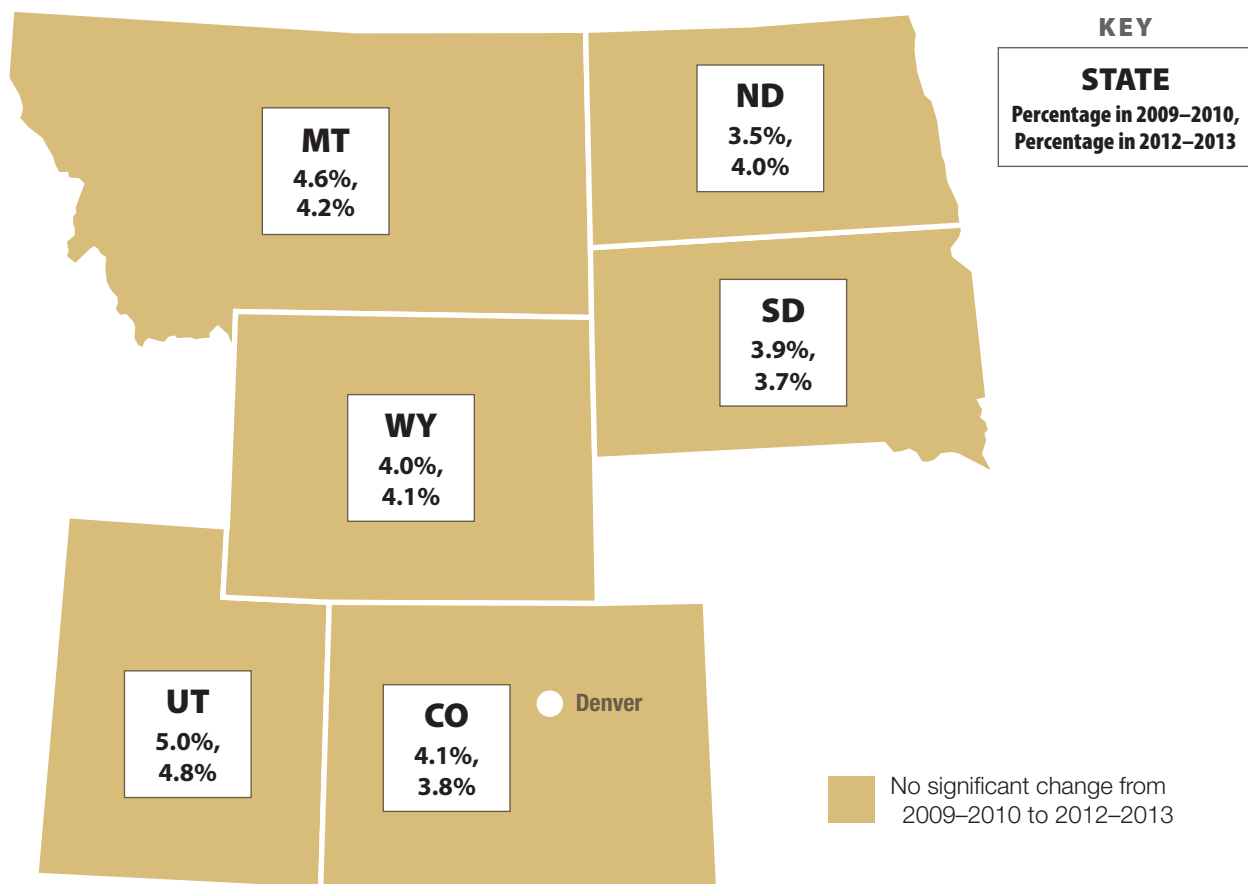 KEY
STATE
Percentage in 2009–2010,
Percentage in 2012–2013
MT
4.6%,
4.2%
ND
3.5%,
4.0%
SD
3.9%,
3.7%
WY
4.0%,
4.1%
UT
5.0%,
4.8%
CO
4.1%,
3.8%
Denver
No significant change from
2009–2010 to 2012–2013